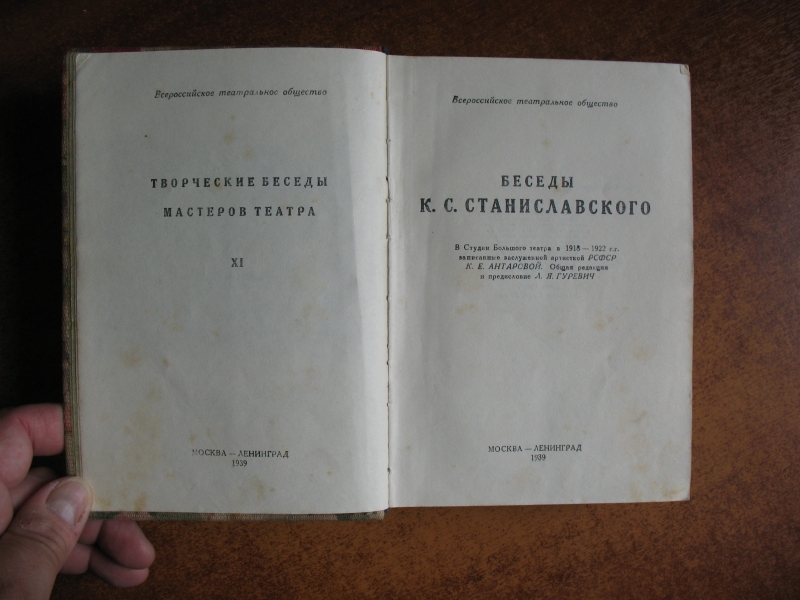 Всероссийское театральное общество
ТВОРЧЕСКИЕ БЕСЕДЫ
МАСТЕРОВ ТЕАТРА
XI
МОСКВА — ЛЕНИНГРАД
1939
Всероссийское театральное общество
БЕСЕДЫ
К. С. СТАНИСЛАВСКОГО
В Студии Большого театра в 1918 — 1922 г.г.
записанные заслуженной артисткой РСФСР
К. Е. АНТАРОВОЙ. Общая редакция
и предисловие Л. Я. ГУРЕВИЧ
МОСКВА — ЛЕНИНГРАД
1939